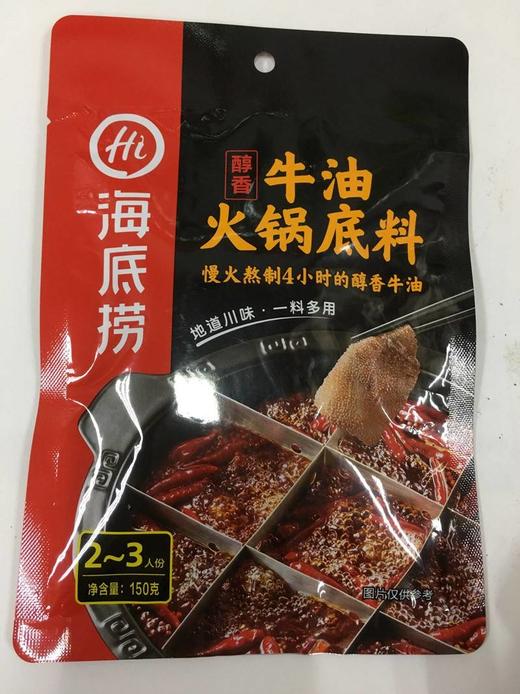 Hi
海底捞
醇香
牛油
火锅底料
慢火熬制4小时的醇香牛油
地道川味·一料多用
2~3人份
净含量：150克
图片仅供参考